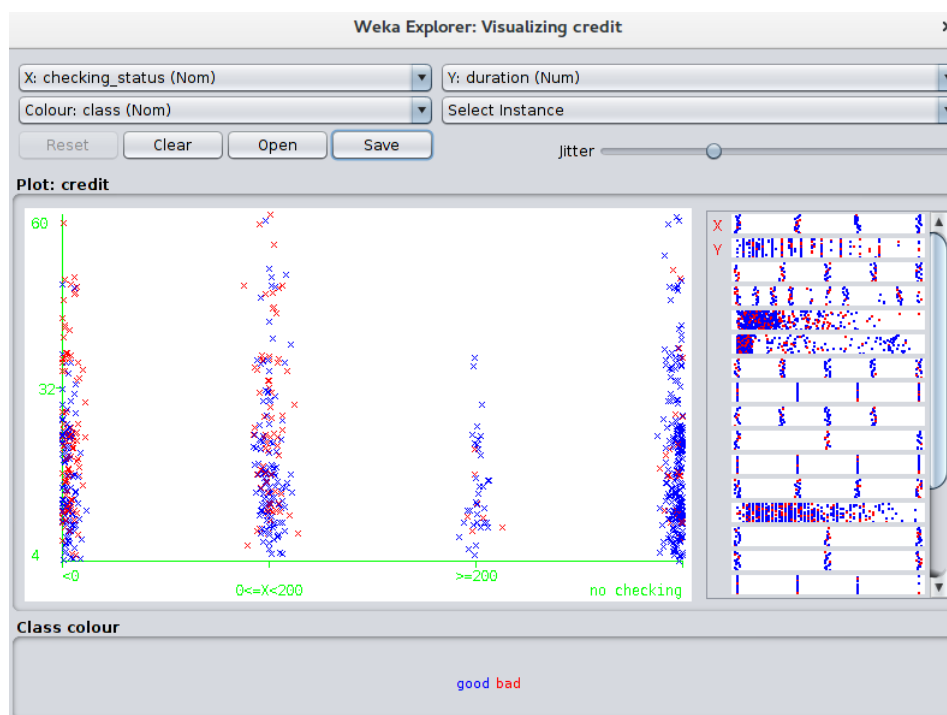 Weka Explorer: Visualizing credit
X: checking_status (Nom) Y: duration (Num)
Colour: class (Nom) Select Instance
Reset Clear Open Save Jitter
Plot: credit
60
X
Y
32
4
<0 >=200
0<=X<200 no checking
Class colour
good bad